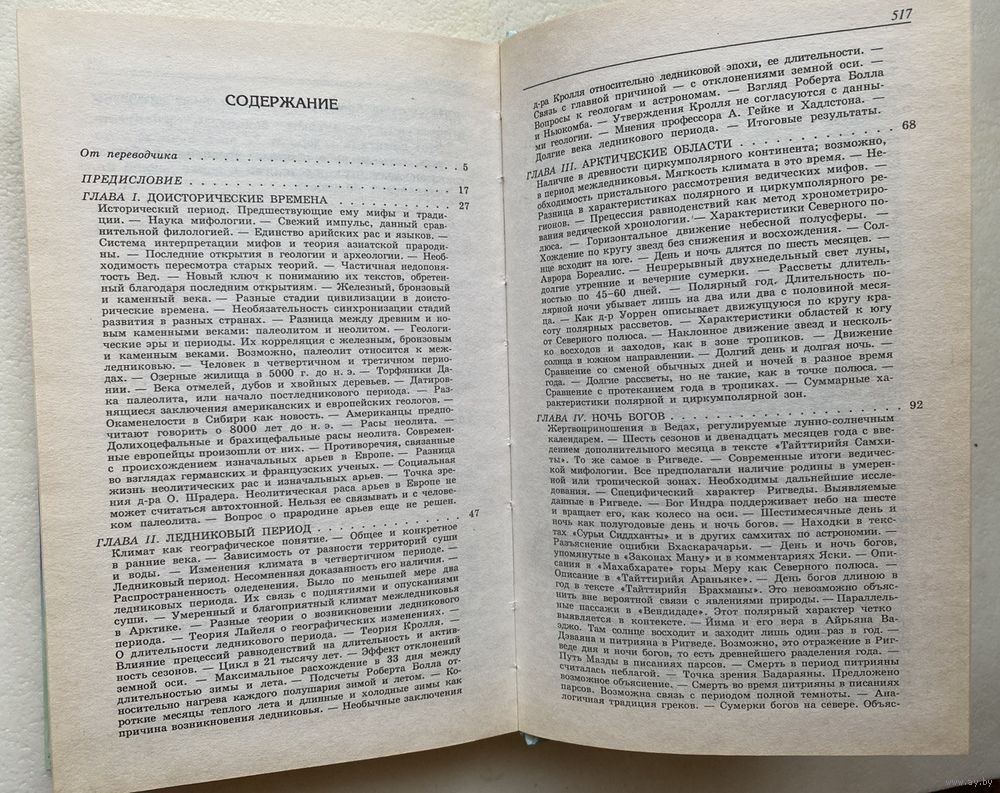 СОДЕРЖАНИЕ
От переводчика . . . . . . . . . . . . . . . . . . . . . . . . . . 5
ПРЕДИСЛОВИЕ . . . . . . . . . . . . . . . . . . . . . . . . . . 17
ГЛАВА I. ДОИСТОРИЧЕСКИЕ ВРЕМЕНА . . . . . . . . . . . . 27
Исторический период. Предшествующие ему мифы и тради-
ции. — Наука мифологии. — Свежий импульс, данный срав-
нительной филологией. — Единство арийских рас и языков. —
Система интерпретации мифов и теория азиатской прароди-
ны. — Последние открытия в геологии и археологии. — Необ-
ходимость пересмотра старых теорий. — Частичная непонят-
ость Вед. — Новый ключ к пониманию их текстов, обретен-
ный благодаря последним открытиям. — Железный, бронзовый
и каменный века. — Разные стадии цивилизации в доисто-
рические времена. — Необязательность синхронизации стадий
развития в разных странах. — Разница между древним и но-
вым каменными веками: палеолитом и неолитом. — Геологи-
ческие эры и периоды. Их корреляция с железным, бронзовым
и каменным веками. Возможно, палеолит относится к меж-
ледниковью. — Человек в четвертичном и третичном перио-
дах. — Озерные жилища в 5000 г. до н. э. — Торфяники Да-
нии. — Века отмелей, дубов и хвойных деревьев. — Датиров-
ка палеолита, или начало постледникового периода. — Раз-
нящиеся заключения американских и европейских геологов. —
Окаменелости в Сибири как новость. — Американцы предпо-
читают говорить о 8000 лет до н. э. — Расы неолита. —
Долихоцефальные и брахицефальные расы неолита. Современ-
ные европейцы произошли от них. — Противоречия, связанные
с происхождением изначальных арьев в Европе. — Разница
во взглядах германских и французских ученых. — Социальная
жизнь неолитических рас и изначальных арьев. — Точка зре-
ния д-ра О. Шрадера. Неолитическая раса арьев в Европе не
может считаться автохтонной. Нельзя ее связывать и с челове-
ком палеолита. — Вопрос о прародине арьев еще не решен.
ГЛАВА II. ЛЕДНИКОВЫЙ ПЕРИОД . . . . . . . . . . . . . . 47
Климат как географическое понятие. — Общее и конкретное
в ранние века. — Зависимость от разности территорий суши
и воды. — Изменения климата в четвертичном периоде. —
Ледниковый период. Несомненная доказанность его наличия. —
Распространенность оледенения. Было по меньшей мере два
ледниковых периода. Их связь с поднятиями и опусканиями
суши. — Умеренный и благоприятный климат межледниковья
в Арктике. — Разные теории о возникновении ледникового
периода. — Теория Лайеля о географических изменениях. —
О длительности ледникового периода. — Теория Кролля. —
Влияние прецессий равноденствий на длительность и актив-
ность сезонов. — Цикл в 21 тысячу лет. — Эффект отклонений
земной оси. — Максимальное расхождение в 33 дня между
длительностью зимы и лета. — Подсчеты Роберта Болла от-
носительно нагрева каждого полушария зимой и летом. — Ко-
роткие месяцы теплого лета и длинные и холодные зимы как
причина возникновения ледниковья. — Необычные заключения
517
д-ра Кролля относительно ледниковой эпохи, ее длительности. —
Связь с главной причиной — с отклонениями земной оси. —
Вопросы к геологам и астрономам. — Взгляд Роберта Болла
и Ньюкомба. — Утверждения Кролля не согласуются с данны-
ми геологии. — Мнения профессора А. Гейке и Хадлстона. —
Долгие века ледникового периода. — Итоговые результаты.
ГЛАВА III. АРКТИЧЕСКИЕ ОБЛАСТИ . . . . . . . . . . . . . 68
Наличие в древности циркумполярного континента; возможно,
в период межледниковья. Мягкость климата в это время. — Не-
обходимость пристального рассмотрения ведических мифов. —
Разница в характеристиках полярного и циркумполярного ре-
гионов. — Прецессия равноденствий как метод хронометриро-
вания ведической хронологии. — Характеристики Северного по-
люса. — Горизонтальное движение небесной полусферы. —
Хождение по кругу звезд без снижения и восхождения. — Сол-
нце всходит на юге. — День и ночь длятся по шесть месяцев. —
Аврора Бореалис. — Непрерывный двухнедельный свет луны,
долгие утренние и вечерние сумерки. — Рассветы длитель-
ностью по 45–60 дней. — Полярный год. Длительность по-
лярной ночи убывает лишь на два или два с половиной меся-
ца. — Как д-р Уоррен описывает движущуюся по кругу кра-
соту полярных рассветов. — Характеристики областей к югу
от Северного полюса. — Наклонное движение звезд и несколь-
ко восходов и заходов, как в зоне тропиков. — Движение
солнца в южном направлении. — Долгий день и долгая ночь. —
Сравнение со сменой обычных дней и ночей в разное время
года. — Долгие рассветы, но не такие, как в точке полюса. —
Сравнение с протеканием года в тропиках. — Суммарные ха-
рактеристики полярной и циркумполярной зон.
ГЛАВА IV. НОЧЬ БОГОВ . . . . . . . . . . . . . . . . . . . . 92
Жертвоприношения в Ведах, регулируемые лунно-солнечным
календарем. — Шесть сезонов и двенадцать месяцев года с вве-
дением дополнительного месяца в тексте «Тайттирийя Самхи-
ты». То же самое в Ригведе. — Современные итоги ведичес-
кой мифологии. Все предполагали наличие родины в умерен-
ной или тропической зонах. Необходимы дальнейшие иссле-
дования. — Специфический характер Ригведы. Выявляемые
данные в Ригведе. — Бог Индра поддерживает небо на шесте
и вращает его, как колесо на оси. — Шестимесячные день и
ночь как полугодовые день и ночь богов. — Находки в текс-
тах «Сурьи Сиддханты» и в других самхитах по астрономии. —
Разъяснение ошибки Бхаскарачарьи. — День и ночь богов,
упомянутые в «Законах Ману» и в комментариях Яски. — Опи-
сания в «Махабхарате» горы Меру как Северного полюса. —
Описание в «Тайттирийя Араньяке». — День богов длиною в
год в тексте «Тайттирийя Брахманы». Это невозможно объяс-
нить вне вероятной связи с явлениями природы. — Параллель-
ные пассажи в «Вендидаде». Этот полярный характер четко
выявляется в контексте. — Йима и его вера в Айрьяна Ва-
эджо. Там солнце восходит и заходит лишь один раз в год. —
Дэваяна и питрияна в Ригведе. Возможно, это отражение в Риг-
веде дня и ночи богов, то есть древнейшего разделения года. —
Путь Мазды в писаниях парсов. — Смерть в период питрияны
считалась неблагой. — Точка зрения Бадараяны. Предложено
возможное объяснение. — Смерть во время питрияны в писаниях
парсов. Возможна связь с периодом полной темноты. — Ана-
логичная традиция греков. — Сумерки богов на севере. Объяс-
www.ay.by